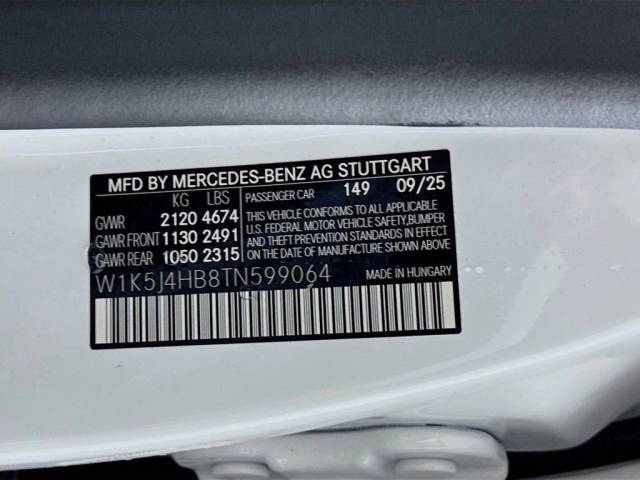 MFD BY MERCEDES-BENZ AG STUTTGART
KG LBS
GVWR 2120 4674
GAWR FRONT 1130 2491
GAWR REAR 1050 2315
PASSENGER CAR 149 09/25
THIS VEHICLE CONFORMS TO ALL APPLICABLE
U.S. FEDERAL MOTOR VEHICLE SAFETY,BUMPER
AND THEFT PREVENTION STANDARDS IN EFFECT
ON THE DATE OF MANUFACTURE SHOWN ABOVE.
W1K5J4HB8TN599064 MADE IN HUNGARY